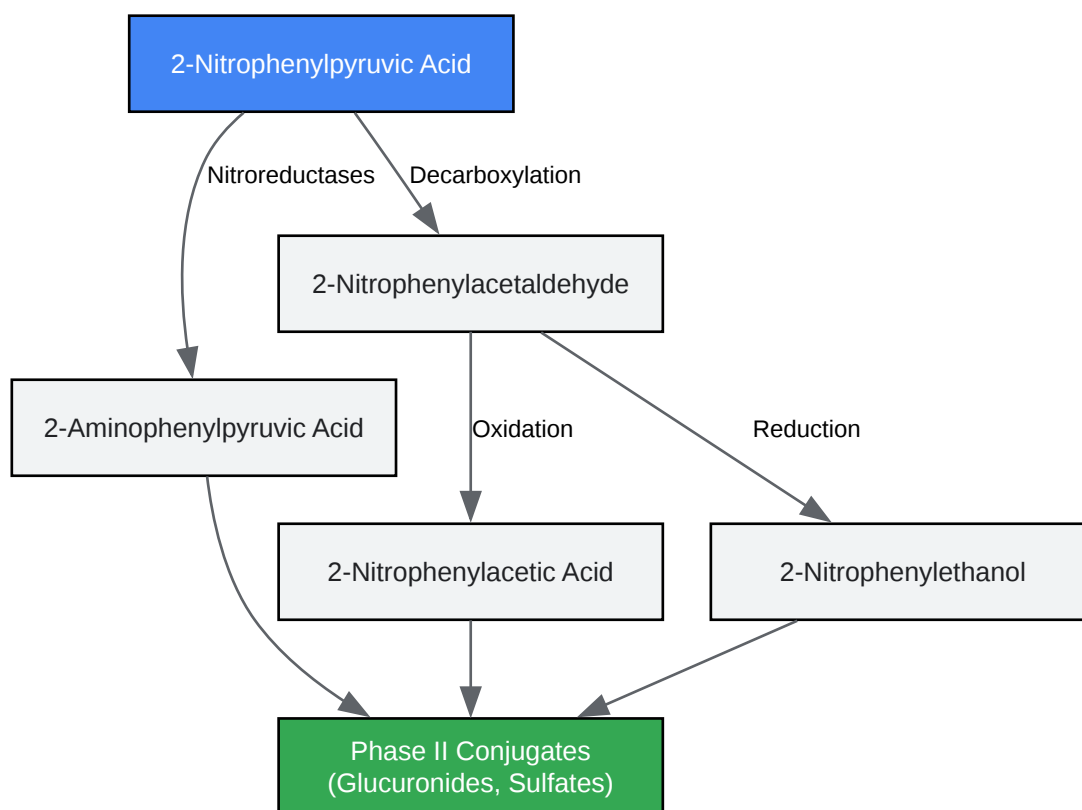 2-Nitrophenylpyruvic Acid
Nitroreductases
Decarboxylation
2-Nitrophenylacetaldehyde
2-Aminophenylpyruvic Acid
Oxidation
Reduction
2-Nitrophenylacetic Acid
2-Nitrophenylethanol
Phase II Conjugates
(Glucuronides, Sulfates)